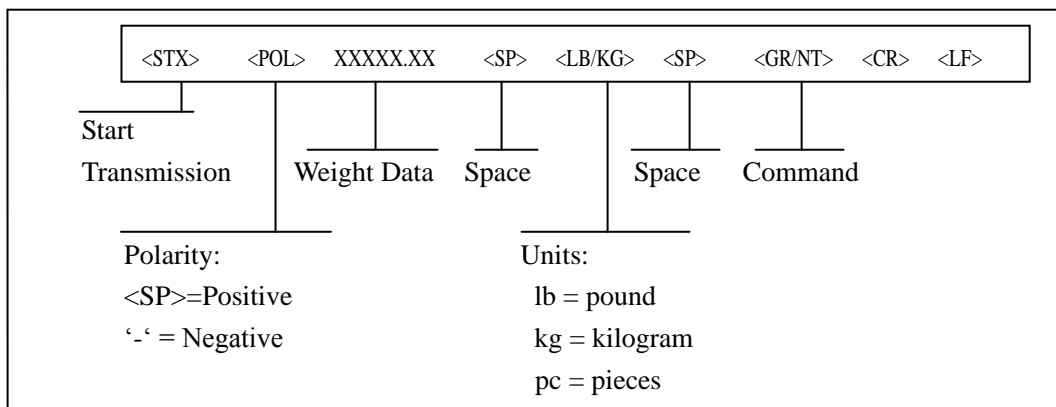 <STX> <POL> XXXXX.XX <SP> <LB/KG> <SP> <GR/NT> <CR> <LF>
Start
Transmission Weight Data Space Space Command
Polarity: Units:
<SP>=Positive lb = pound
‘-‘ = Negative kg = kilogram
pc = pieces